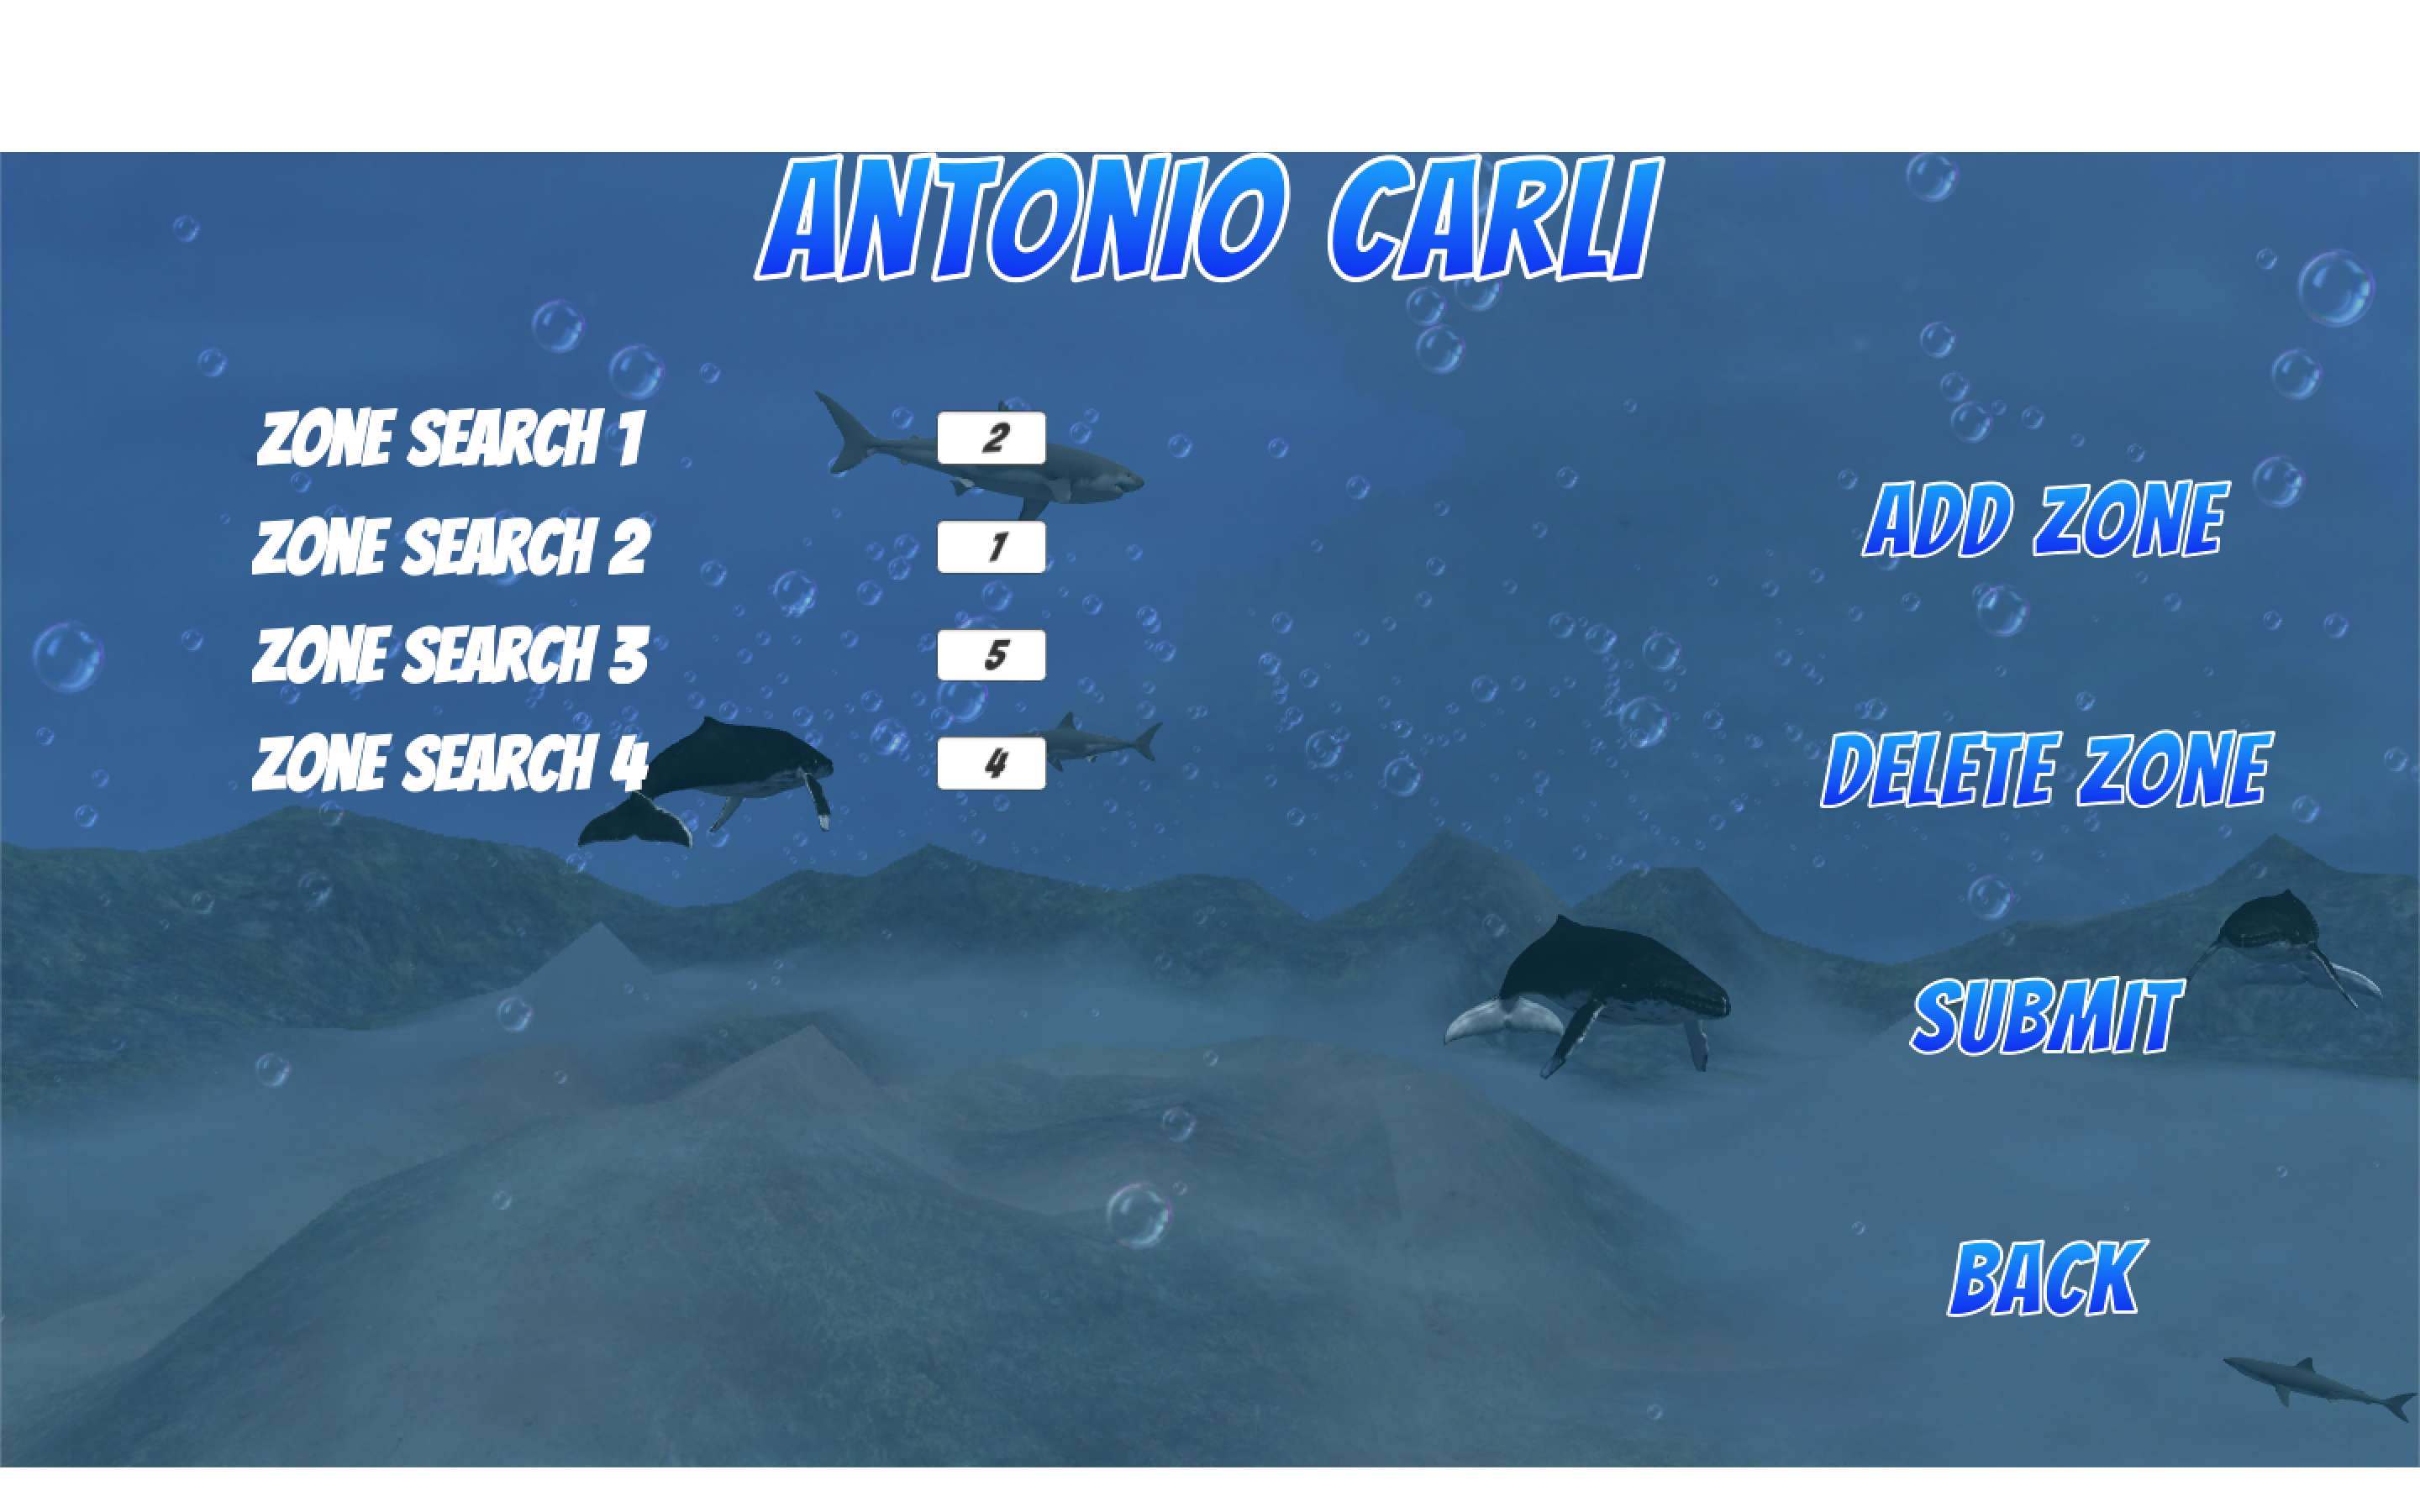 ANTONIO CARLI
ZONE SEARCH 1 2
ZONE SEARCH 2 1
ZONE SEARCH 3 5
ZONE SEARCH 4 4
ADD ZONE
DELETE ZONE
SUBMIT
BACK